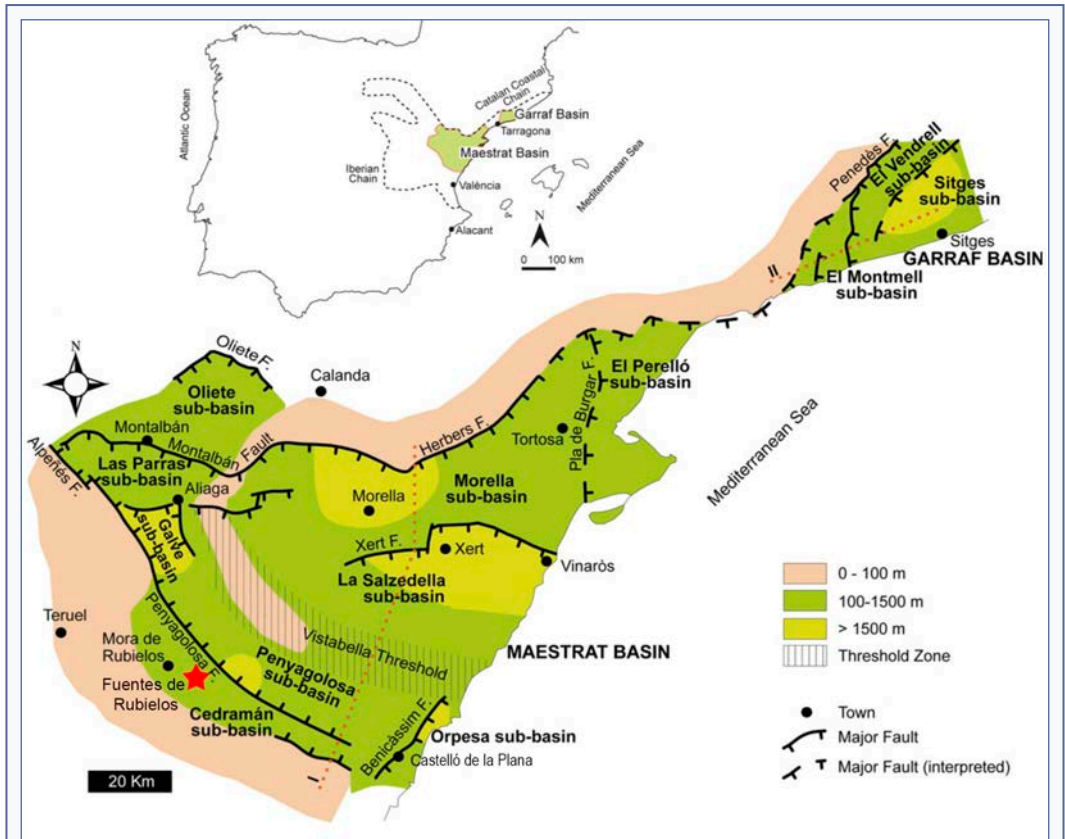 Atlantic Ocean
Catalan Coastal
Chain
Garraf Basin
Tarragona
Maestrat Basin
Iberian
Chain
València
Alacant
Mediterranean Sea
N
0 100 km
Penedès F.
El Vendrell
sub-basin
Sitges
sub-basin
Sitges
GARRAF BASIN
II
El Montmell
sub-basin
N
Oliete F.
Calanda
Oliete
sub-basin
Montalbán
Montalbán
Fault
Alpeñés F.
Las Parras
sub-basin
Aliaga
Galve
sub-basin
Herbers F.
El Perelló
sub-basin
Pla de Burgar F.
Tortosa
Morella
Morella
sub-basin
Xert F.
Xert
Vinaròs
La Salzedella
sub-basin
Mediterranean Sea
Teruel
Mora de
Rubielos
Fuentes de
Rubielos
Penyagolosa F.
Penyagolosa
sub-basin
Vistabella Threshold
MAESTRAT BASIN
Cedramán
sub-basin
Benicàssim F.
Orpesa sub-basin
Castelló de la Plana
I
20 Km
0 - 100 m
100-1500 m
> 1500 m
Threshold Zone
Town
Major Fault
Major Fault (interpreted)